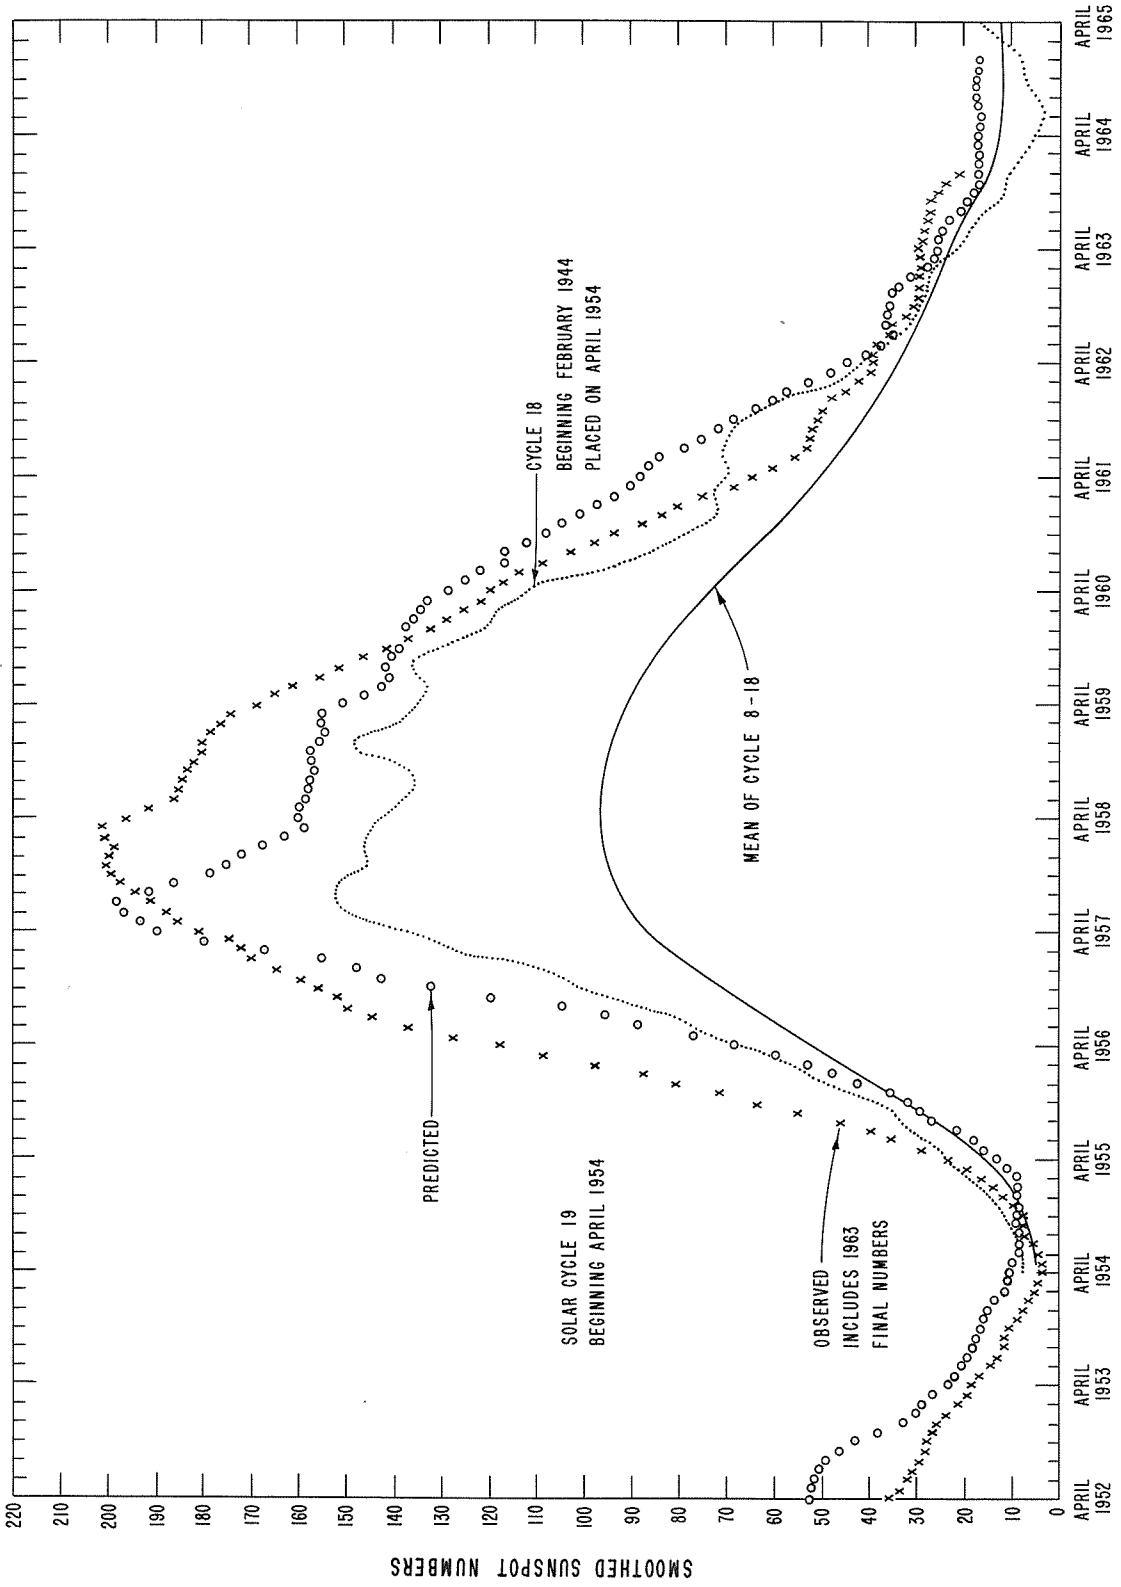 SMOOTHED SUNSPOT NUMBERS
220
210
200
190
180
170
160
150
140
130
120
110
100
90
80
70
60
50
40
30
20
10
0
PREDICTED
SOLAR CYCLE 19
BEGINNING APRIL 1954
OBSERVED
INCLUDES 1963
FINAL NUMBERS
CYCLE 18
BEGINNING FEBRUARY 1944
PLACED ON APRIL 1954
MEAN OF CYCLE 8-18
APRIL
1952
APRIL
1953
APRIL
1954
APRIL
1955
APRIL
1956
APRIL
1957
APRIL
1958
APRIL
1959
APRIL
1960
APRIL
1961
APRIL
1962
APRIL
1963
APRIL
1964
APRIL
1965